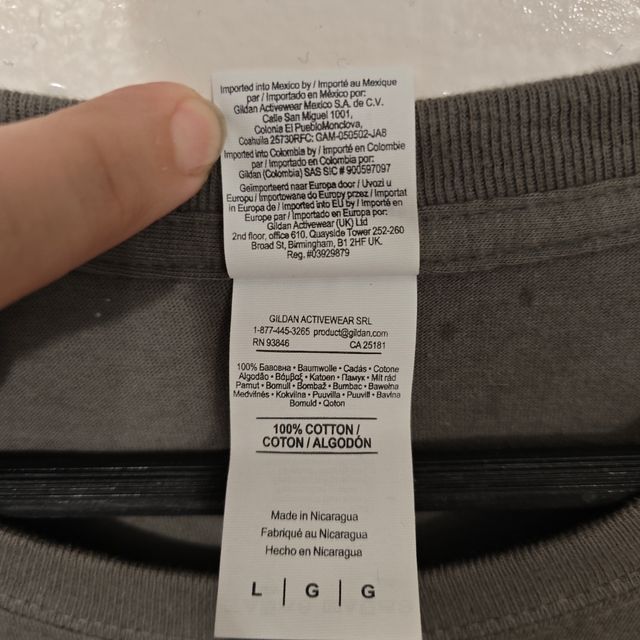 Imported into Mexico by / Importé au Mexique
par / Importado en México por:
Gildan Activewear Mexico S.A. de C.V.
Calle San Miguel 1001,
Colonia El PuebloMonclova,
Coahuila 25730RFC: GAM-050502-JA8
Imported into Colombia by / Importé en Colombie
par / Importado en Colombia por:
Gildan (Colombia) SAS SIC # 900597097
Geïmporteerd naar Europa door / Uvozi u
Europu / Importowane do Europy przez / Importat
in Europa de / Imported into EU by / Importé en
Europe par / Importado en Europa por:
Gildan Activewear (UK) Ltd
2nd floor, office 610, Quayside Tower 252-260
Broad St, Birmingham, B1 2HF UK.
Reg. #03929879
GILDAN ACTIVEWEAR SRL
1-877-445-3265 product@gildan.com
RN 93846 CA 25181
100% Бавовна • Baumwolle • Cadás • Cotone
Algodão • Βάμβαξ • Katoen • Памук • Mit rád
Pamut • Bomull • Bombaž • Bumbac • Bawełna
Medvilnės • Kokvilna • Puuvilla • Puuvill • Bavlna
Bomuld • Qoton
100% COTTON /
COTON / ALGODÓN
Made in Nicaragua
Fabriqué au Nicaragua
Hecho en Nicaragua
L | G | G